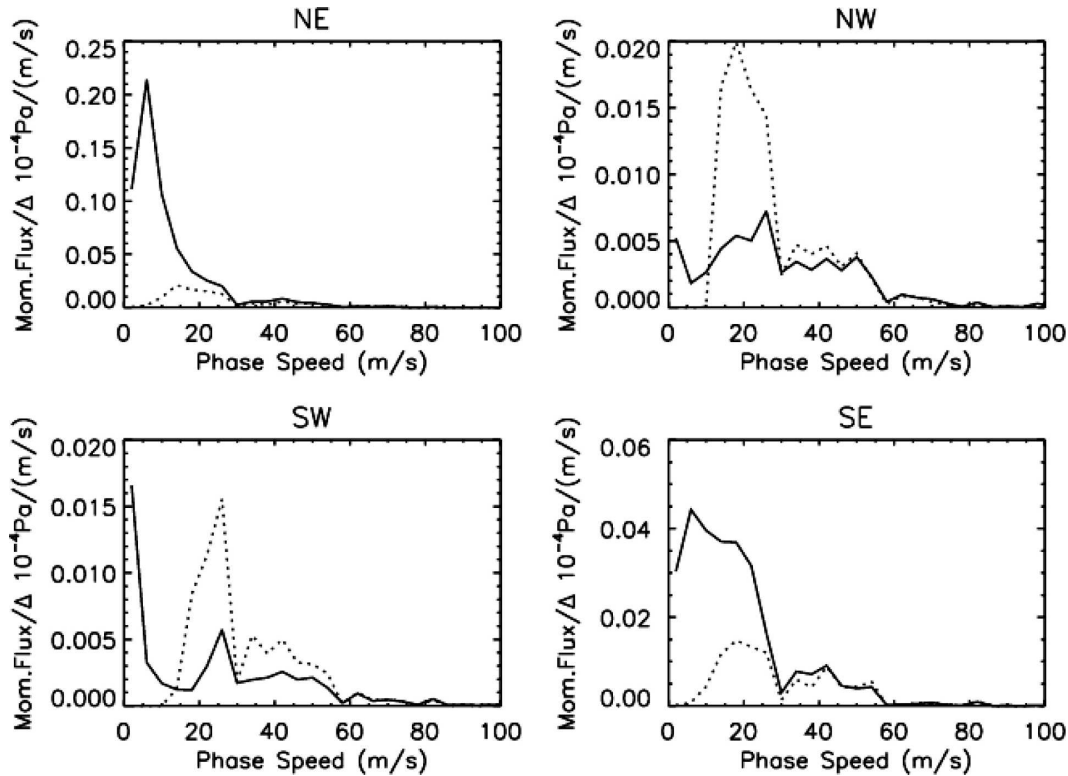 NE
Mom.Flux/Δ 10⁻⁴Pa/(m/s)
0.25
0.20
0.15
0.10
0.05
0.00
0 20 40 60 80 100
Phase Speed (m/s)
NW
Mom.Flux/Δ 10⁻⁴Pa/(m/s)
0.020
0.015
0.010
0.005
0.000
0 20 40 60 80 100
Phase Speed (m/s)
SW
Mom.Flux/Δ 10⁻⁴Pa/(m/s)
0.020
0.015
0.010
0.005
0.000
0 20 40 60 80 100
Phase Speed (m/s)
SE
Mom.Flux/Δ 10⁻⁴Pa/(m/s)
0.06
0.04
0.02
0.00
0 20 40 60 80 100
Phase Speed (m/s)